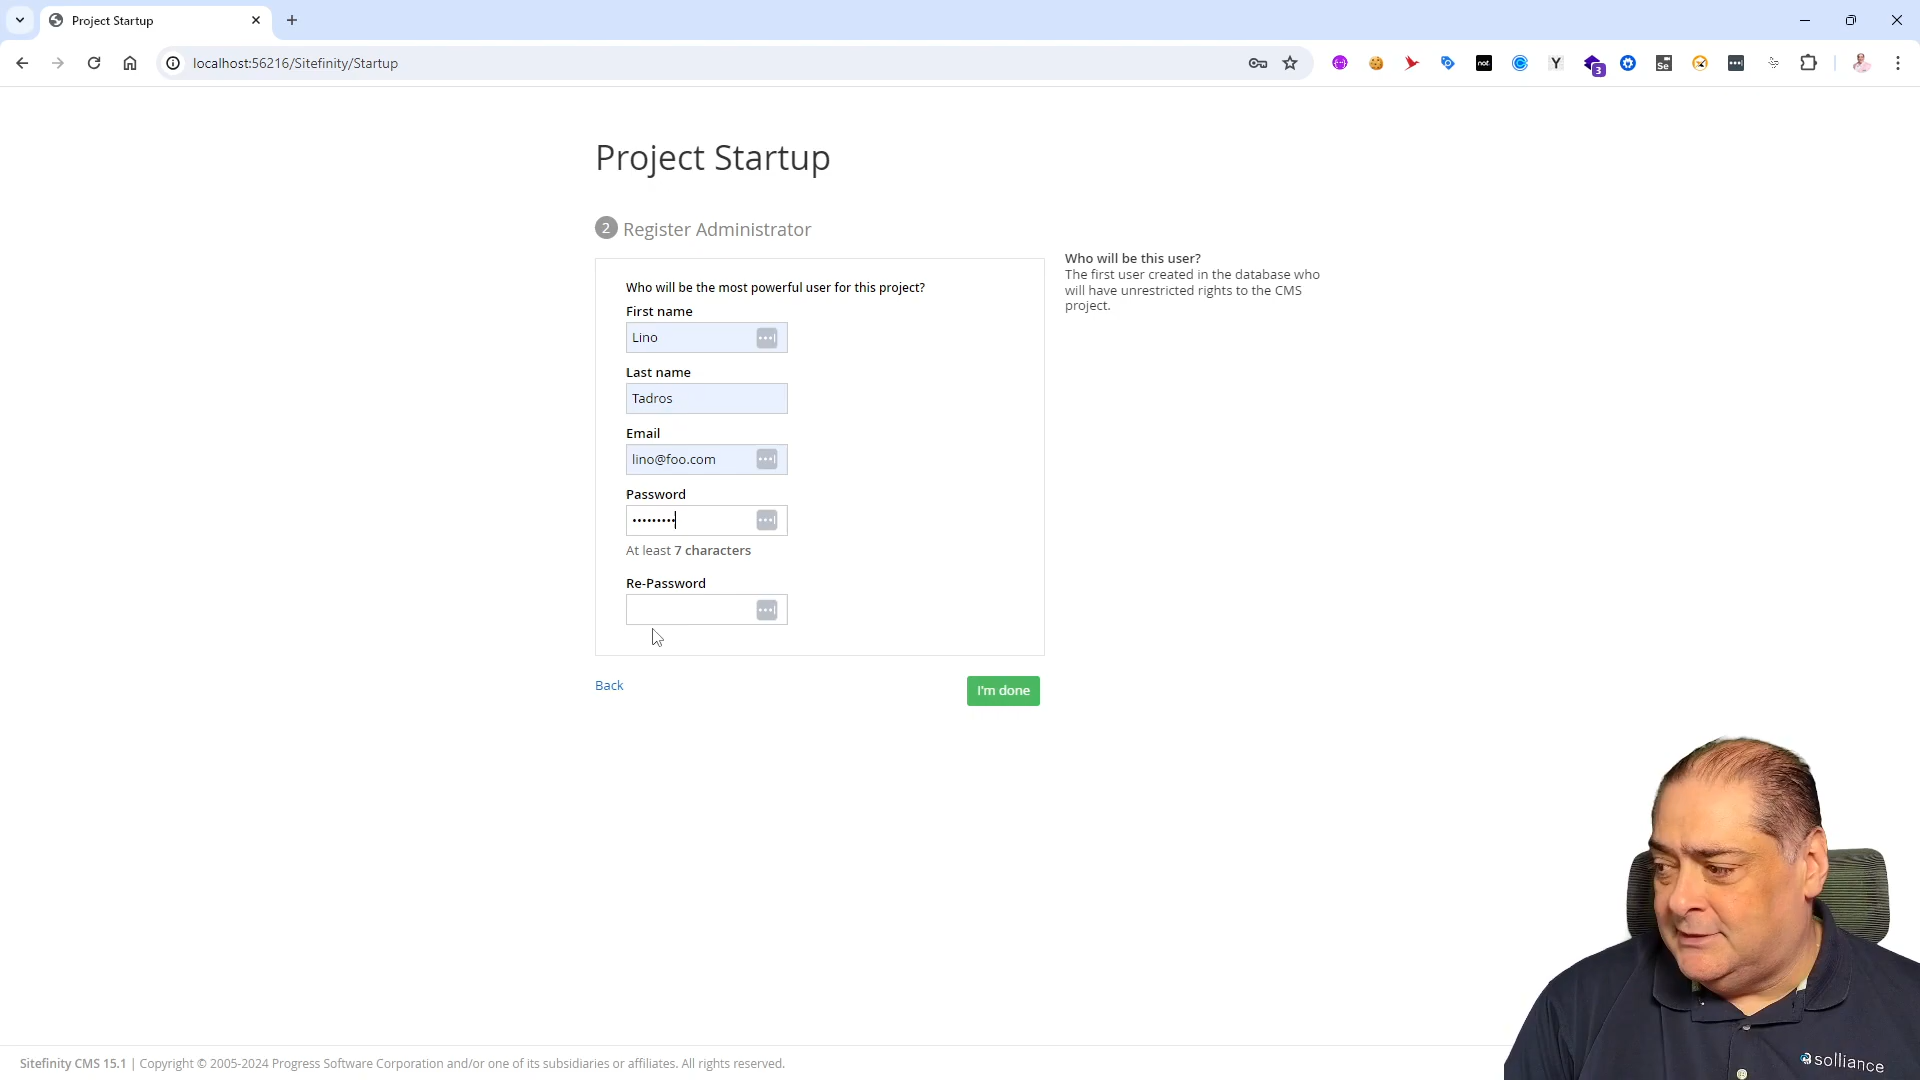 Project Startup
localhost:56216/Sitefinity/Startup
not.
Y
3
Se
Project Startup
2 Register Administrator
Who will be the most powerful user for this project?
First name
Lino
Last name
Tadros
Email
lino@foo.com
Password
•••••••••
At least 7 characters
Re-Password
Who will be this user?
The first user created in the database who
will have unrestricted rights to the CMS
project.
Back
I'm done
solliance
Sitefinity CMS 15.1 | Copyright © 2005-2024 Progress Software Corporation and/or one of its subsidiaries or affiliates. All rights reserved.